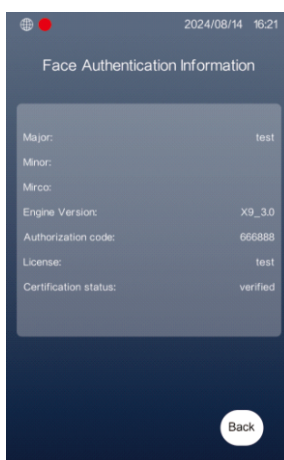 2024/08/14 16:21
Face Authentication Information
Major: test
Minor:
Mirco:
Engine Version: X9_3.0
Authorization code: 666888
License: test
Certification status: verified
Back